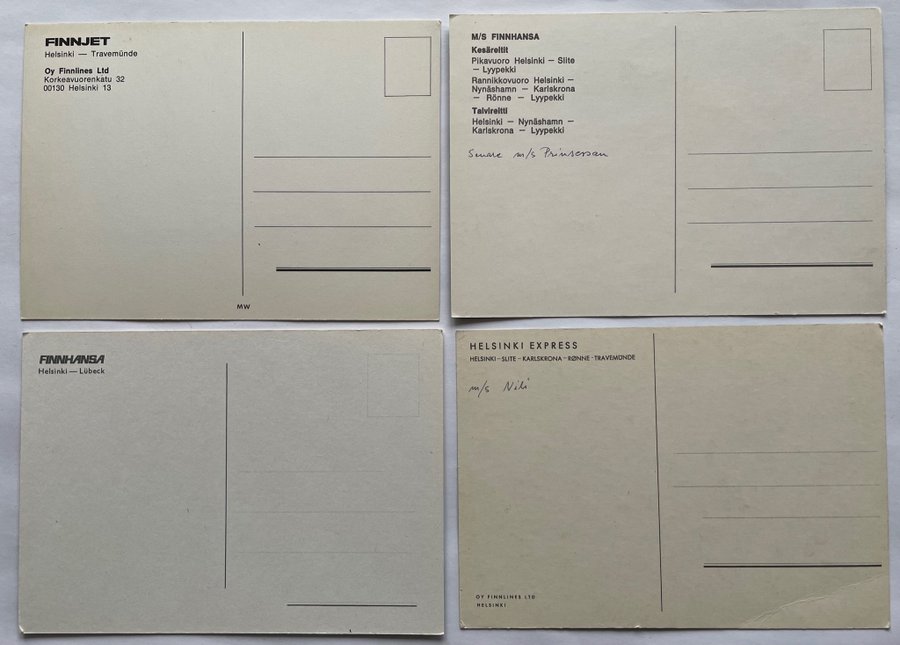 FINNJET
Helsinki — Travemünde
Oy Finnlines Ltd
Korkeavuorenkatu 32
00130 Helsinki 13
MW
M/S FINNHANSA
Kesäreitit
Pikavuoro Helsinki — Slite
— Lyypekki
Rannikkovuoro Helsinki —
Nynäshamn — Karlskrona
— Rönne — Lyypekki
Talvireitti
Helsinki — Nynäshamn —
Karlskrona — Lyypekki
Senare m/s Prinsessan
FINNHANSA
Helsinki — Lübeck
HELSINKI EXPRESS
HELSINKI – SLITE – KARLSKRONA – RØNNE - TRAVEMÜNDE
m/s Nili
OY FINNLINES LTD
HELSINKI